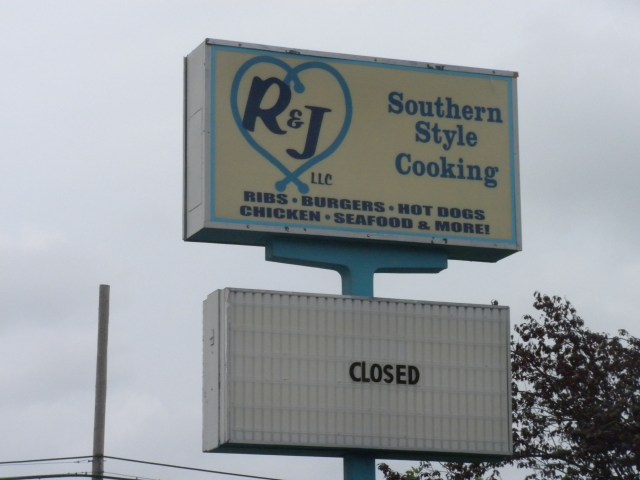 R&J
LLC
Southern
Style
Cooking
RIBS • BURGERS • HOT DOGS
CHICKEN • SEAFOOD & MORE!
CLOSED